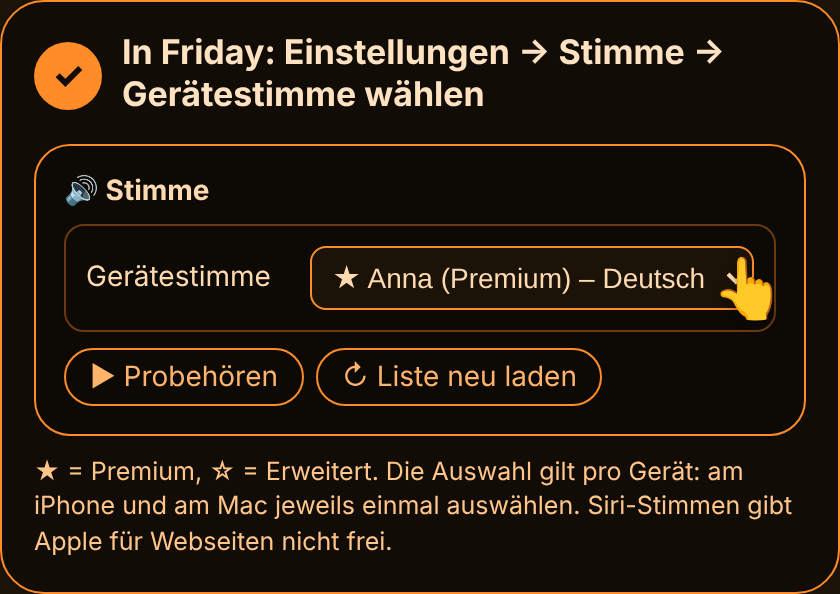 In Friday: Einstellungen → Stimme →
Gerätestimme wählen
🔊 Stimme
Gerätestimme
★ Anna (Premium) – Deutsch
▶ Probehören
↻ Liste neu laden
★ = Premium, ☆ = Erweitert. Die Auswahl gilt pro Gerät: am
iPhone und am Mac jeweils einmal auswählen. Siri-Stimmen gibt
Apple für Webseiten nicht frei.